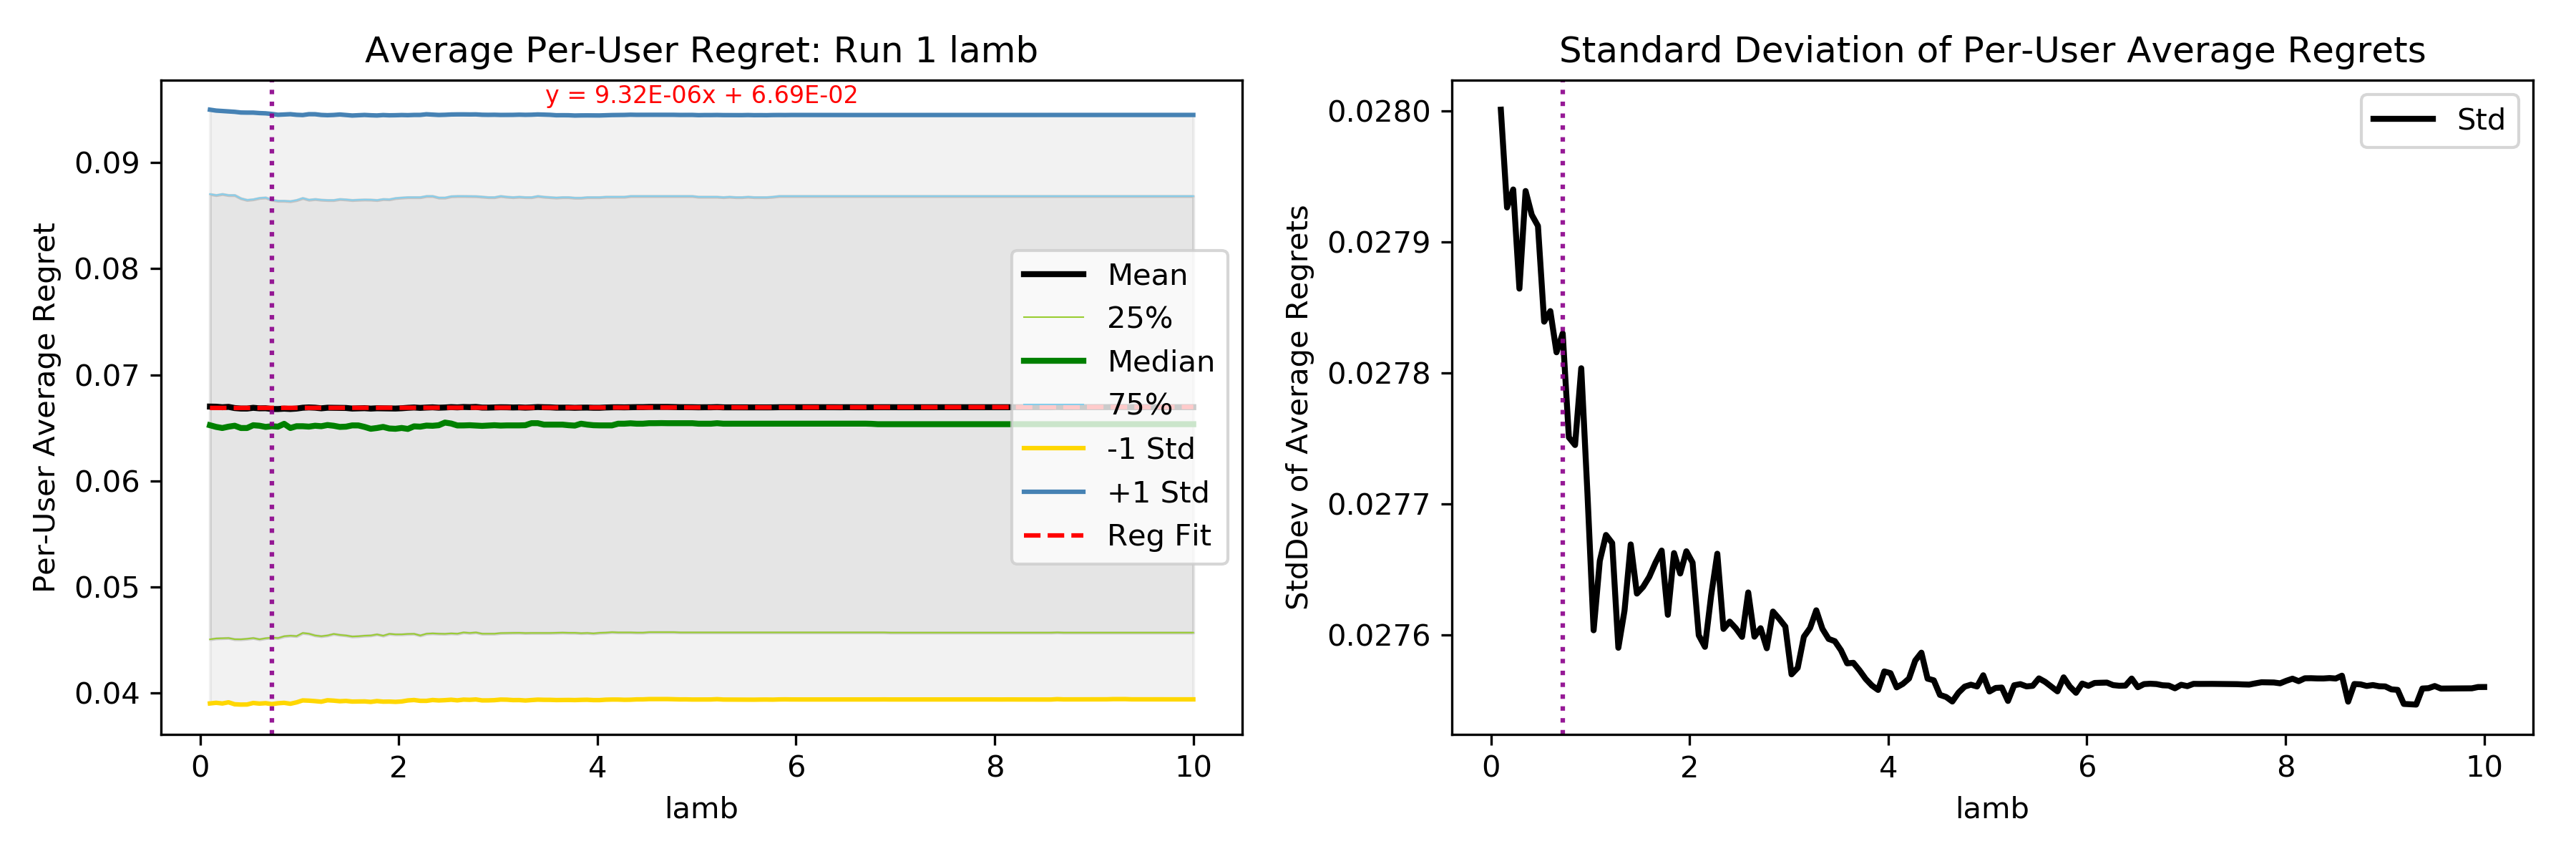 Average Per-User Regret: Run 1 lamb
y = 9.32E-06x + 6.69E-02
Per-User Average Regret
0.09
0.08
0.07
0.06
0.05
0.04
Mean
25%
Median
75%
-1 Std
+1 Std
Reg Fit
0 2 4 6 8 10
lamb
Standard Deviation of Per-User Average Regrets
Std
StdDev of Average Regrets
0.0280
0.0279
0.0278
0.0277
0.0276
0 2 4 6 8 10
lamb